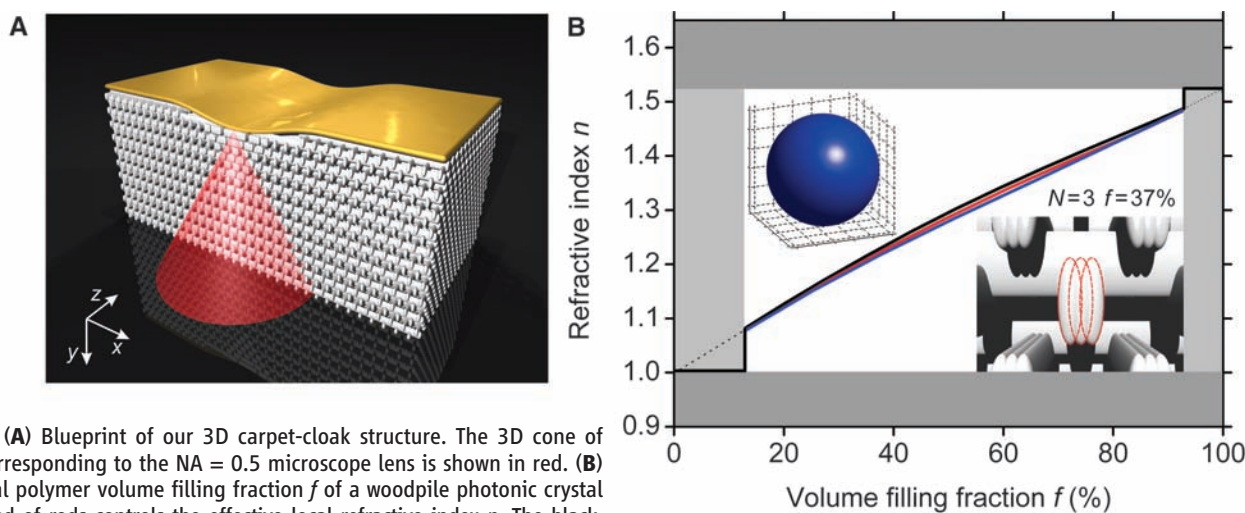 A
z
x
y
B
1.6
1.5
1.4
1.3
1.2
1.1
1.0
0.9
Refractive index n
N=3 f=37%
0 20 40 60 80 100
Volume filling fraction f (%)
(A) Blueprint of our 3D carpet-cloak structure. The 3D cone of
rresponding to the NA = 0.5 microscope lens is shown in red. (B)
al polymer volume filling fraction f of a woodpile photonic crystal
d of rods controls the effective local refractive index n. The black